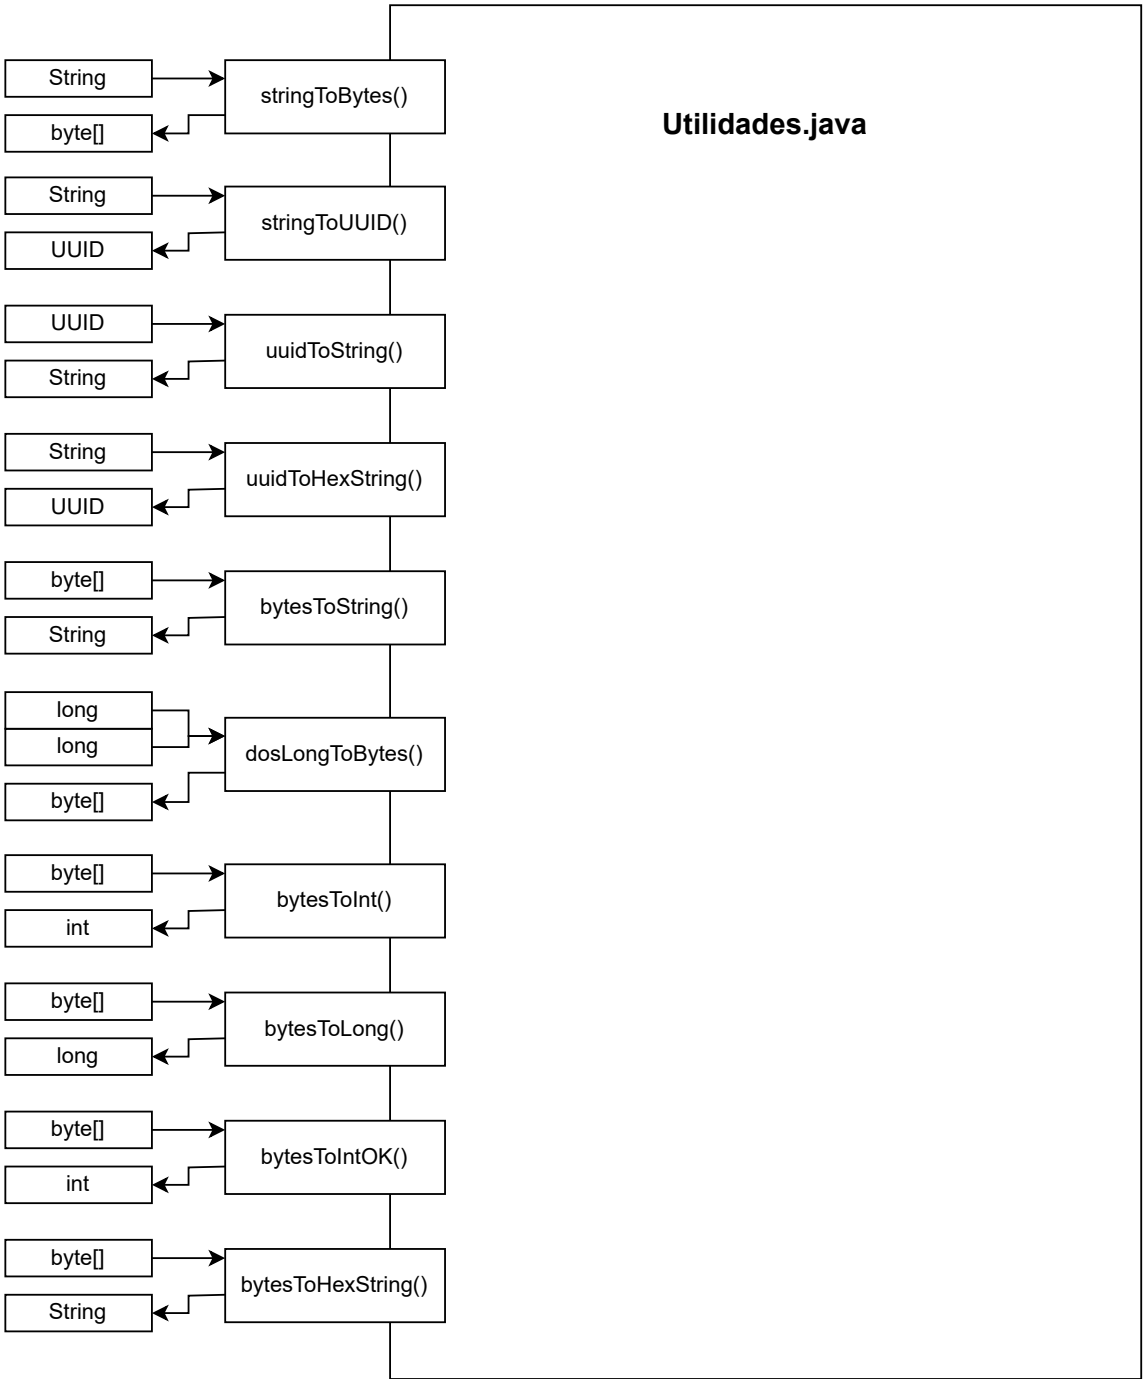 Utilidades.java
String
stringToBytes()
byte[]
String
stringToUUID()
UUID
UUID
uuidToString()
String
String
uuidToHexString()
UUID
byte[]
bytesToString()
String
long
long
dosLongToBytes()
byte[]
byte[]
bytesToInt()
int
byte[]
bytesToLong()
long
byte[]
bytesToIntOK()
int
byte[]
bytesToHexString()
String